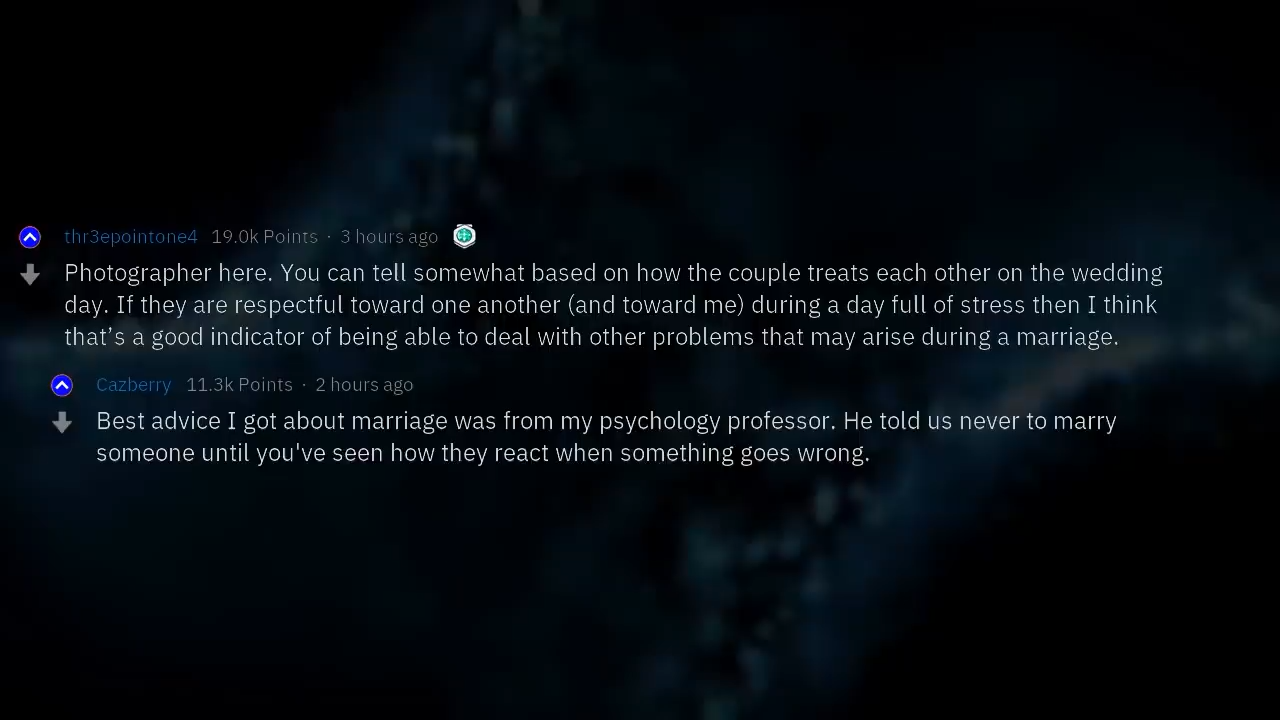 thr3epointone4 19.0k Points · 3 hours ago
Photographer here. You can tell somewhat based on how the couple treats each other on the wedding
day. If they are respectful toward one another (and toward me) during a day full of stress then I think
that’s a good indicator of being able to deal with other problems that may arise during a marriage.
Cazberry 11.3k Points · 2 hours ago
Best advice I got about marriage was from my psychology professor. He told us never to marry
someone until you've seen how they react when something goes wrong.